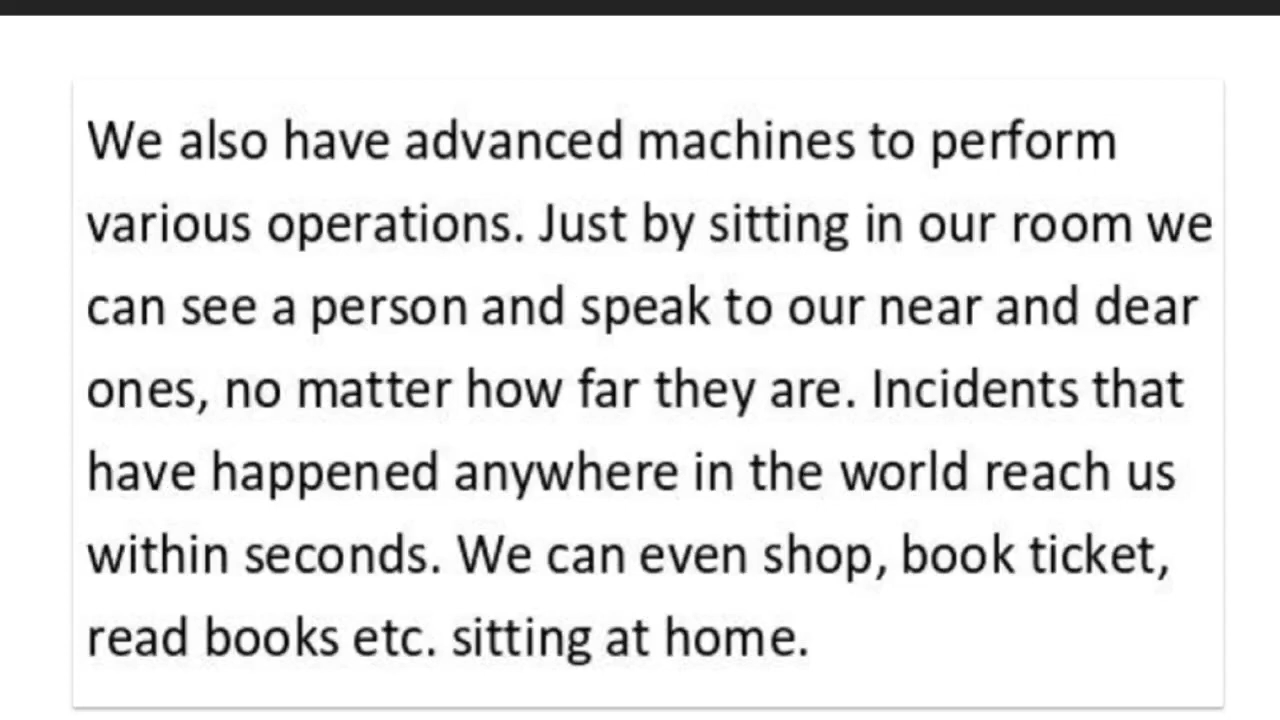 We also have advanced machines to perform
various operations. Just by sitting in our room we
can see a person and speak to our near and dear
ones, no matter how far they are. Incidents that
have happened anywhere in the world reach us
within seconds. We can even shop, book ticket,
read books etc. sitting at home.